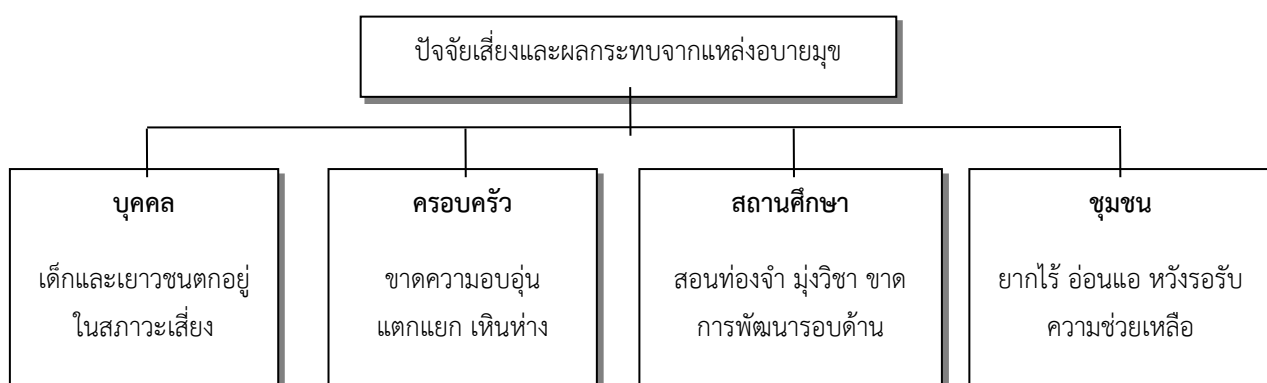 ปัจจัยเสี่ยงและผลกระทบจากแหล่งอบายมุข
บุคคล
เด็กและเยาวชนตกอยู่
ในสภาวะเสี่ยง
ครอบครัว
ขาดความอบอุ่น
แตกแยก เหินห่าง
สถานศึกษา
สอนท่องจำ มุ่งวิชา ขาด
การพัฒนารอบด้าน
ชุมชน
ยากไร้ อ่อนแอ หวังรอรับ
ความช่วยเหลือ